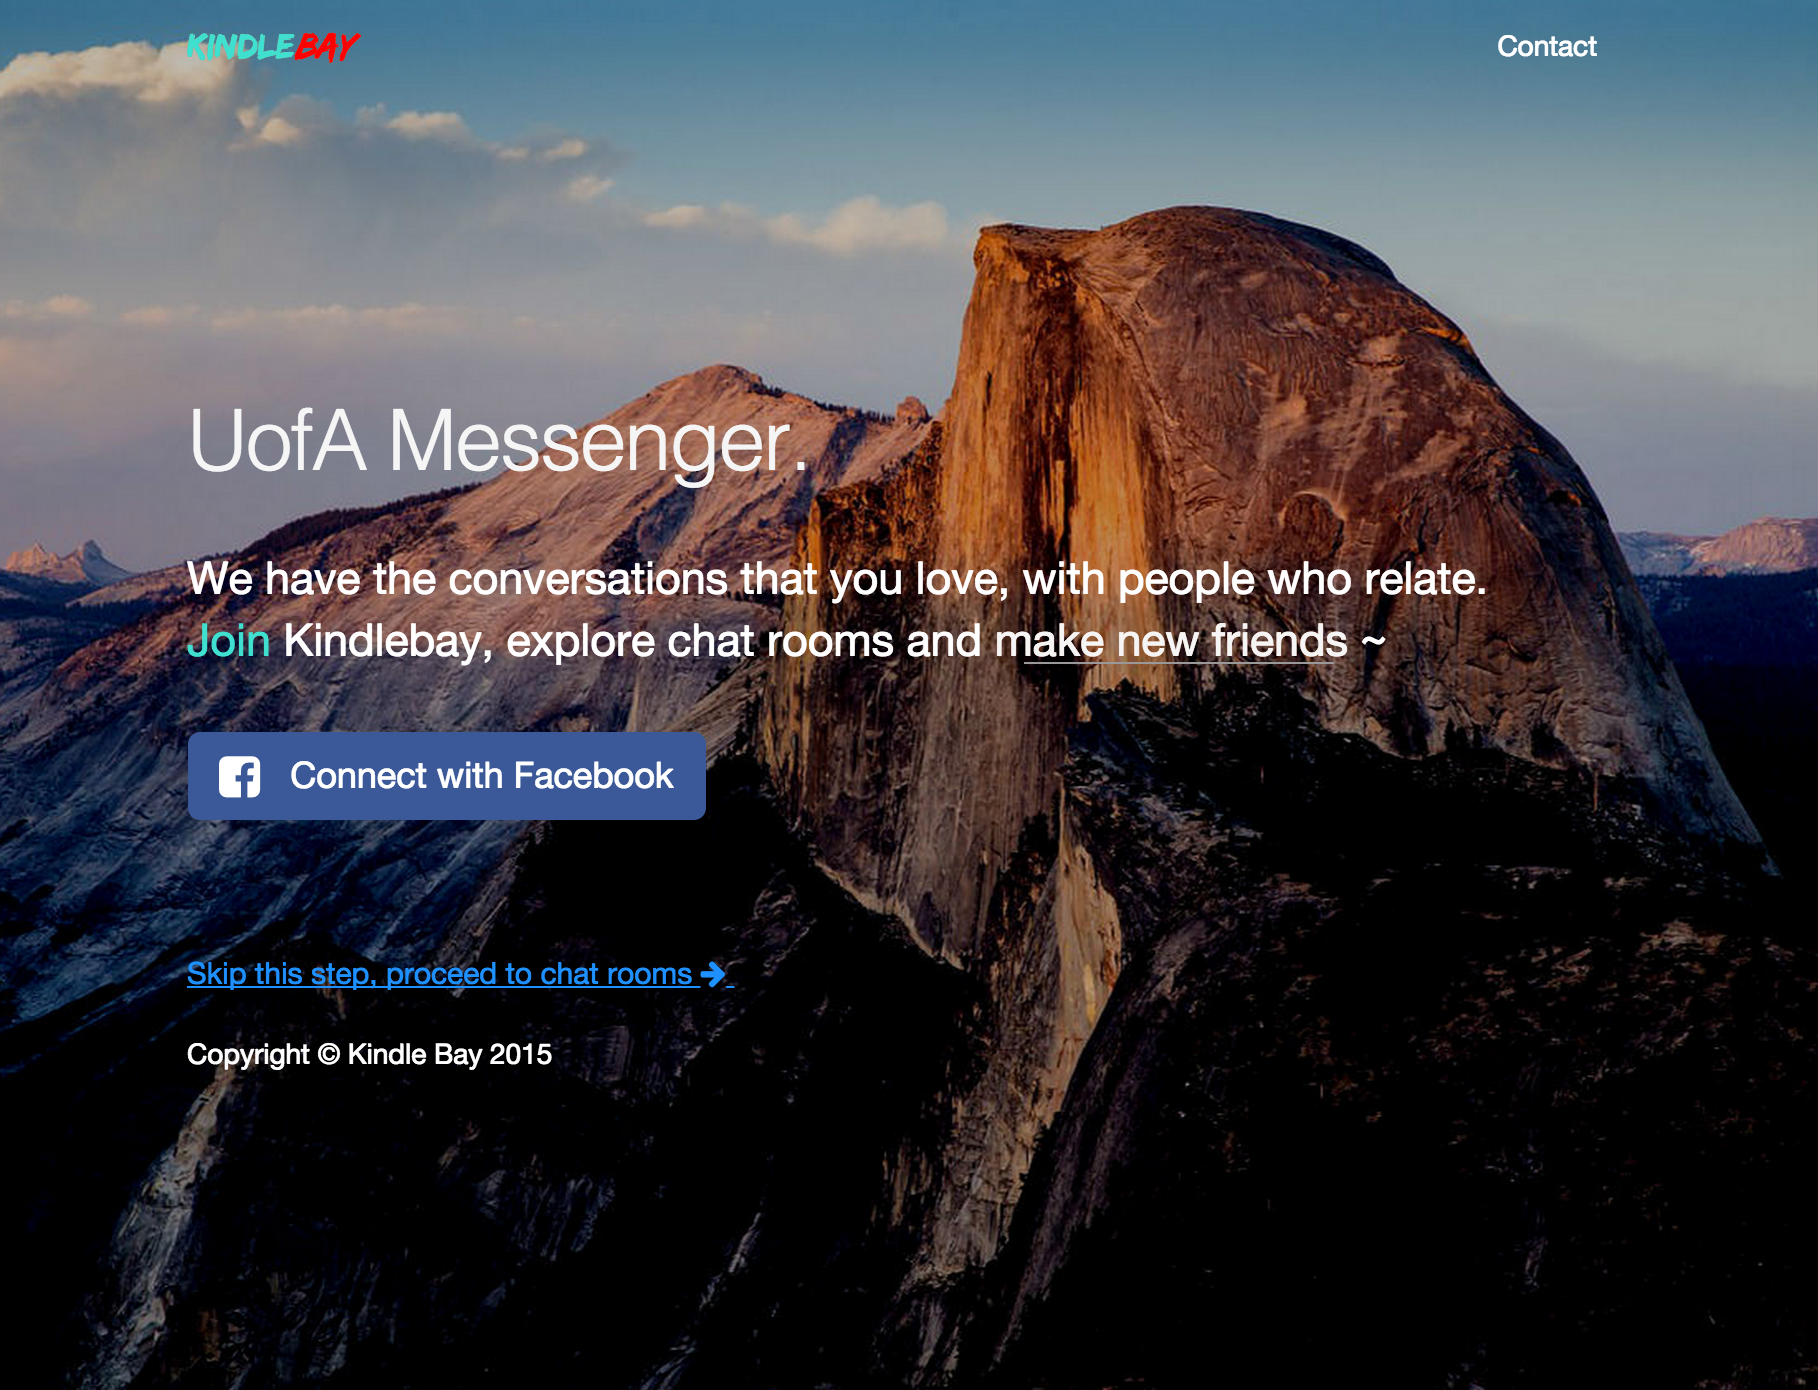 KINDLEBAY
Contact
UofA Messenger.
We have the conversations that you love, with people who relate.
Join Kindlebay, explore chat rooms and make new friends ~
Connect with Facebook
Skip this step, proceed to chat rooms
Copyright © Kindle Bay 2015